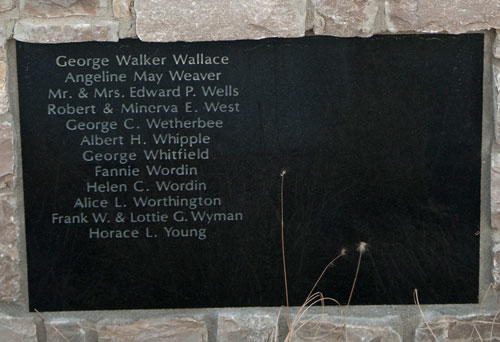 George Walker Wallace
Angeline May Weaver
Mr. & Mrs. Edward P. Wells
Robert & Minerva E. West
George C. Wetherbee
Albert H. Whipple
George Whitfield
Fannie Wordin
Helen C. Wordin
Alice L. Worthington
Frank W. & Lottie G. Wyman
Horace L. Young